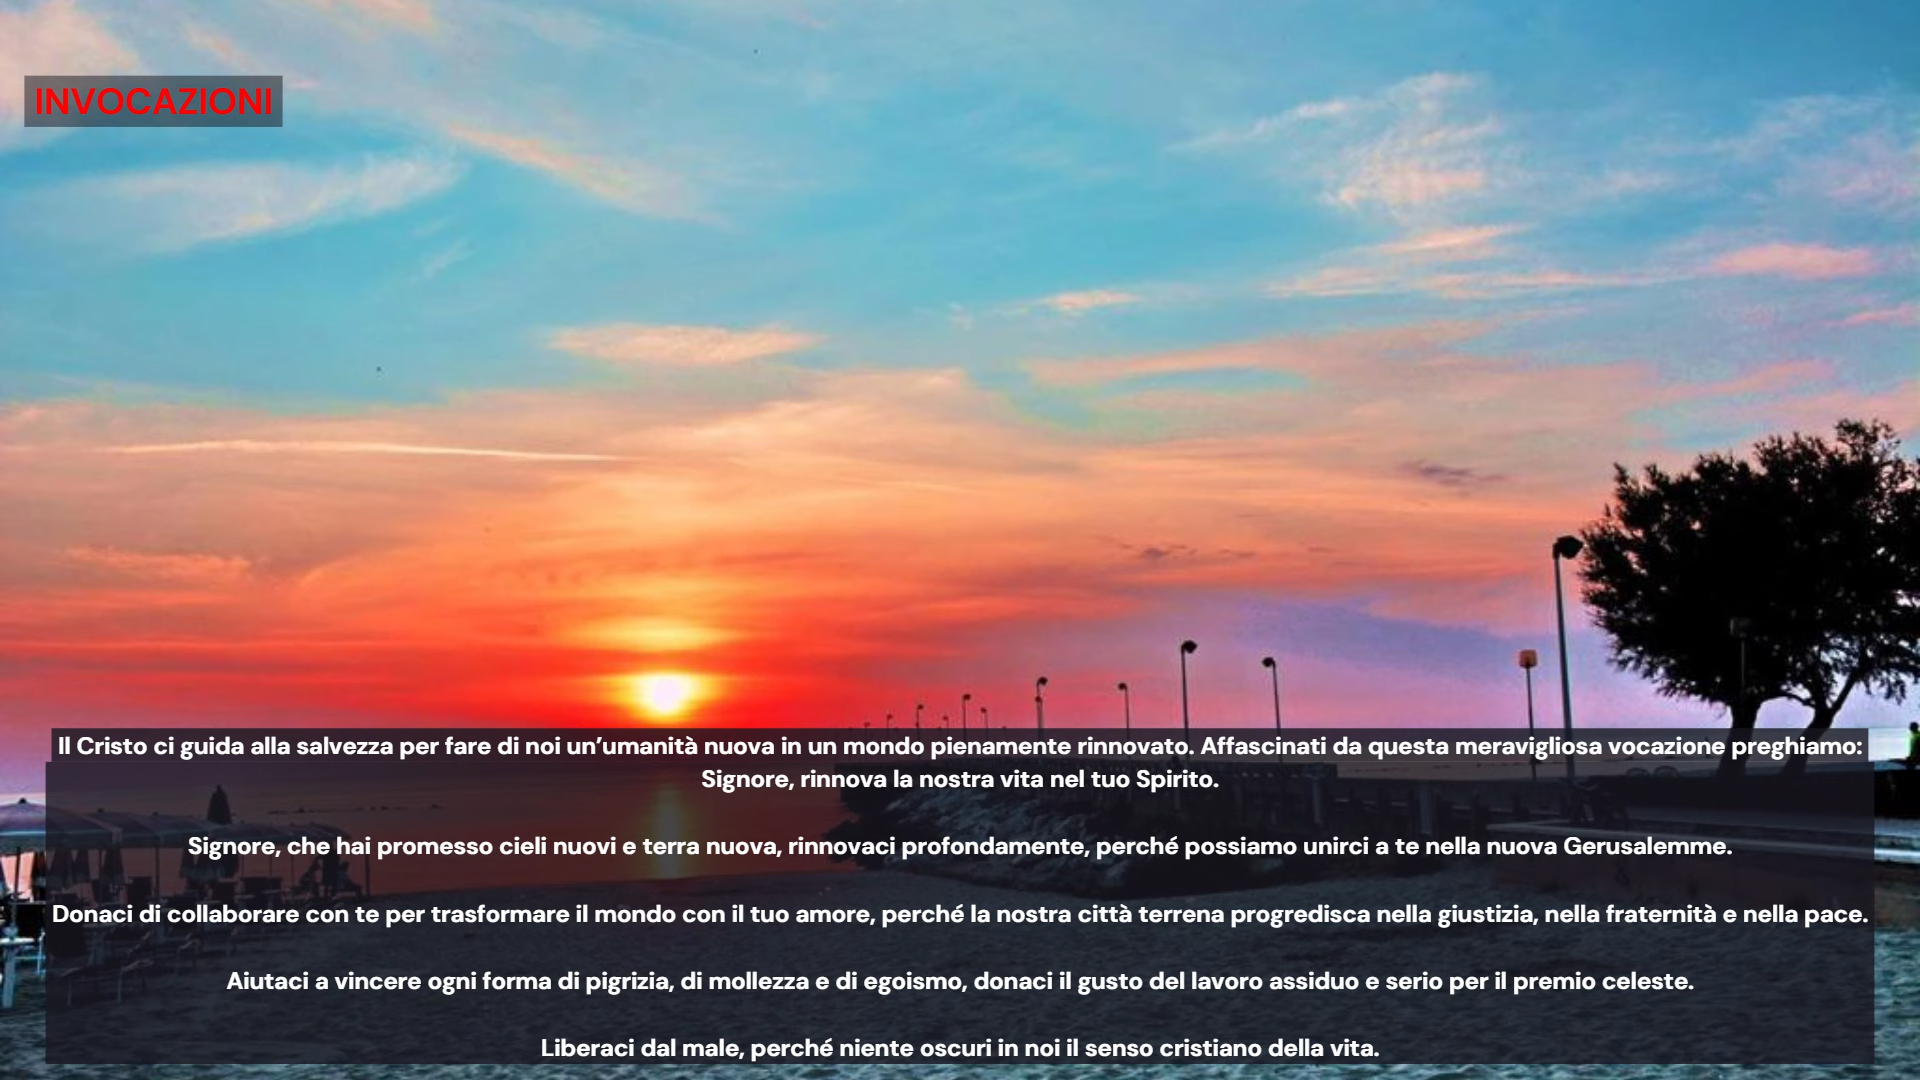 INVOCAZIONI
Il Cristo ci guida alla salvezza per fare di noi un’umanità nuova in un mondo pienamente rinnovato. Affascinati da questa meravigliosa vocazione preghiamo:
Signore, rinnova la nostra vita nel tuo Spirito.
Signore, che hai promesso cieli nuovi e terra nuova, rinnovaci profondamente, perché possiamo unirci a te nella nuova Gerusalemme.
Donaci di collaborare con te per trasformare il mondo con il tuo amore, perché la nostra città terrena progredisca nella giustizia, nella fraternità e nella pace.
Aiutaci a vincere ogni forma di pigrizia, di mollezza e di egoismo, donaci il gusto del lavoro assiduo e serio per il premio celeste.
Liberaci dal male, perché niente oscuri in noi il senso cristiano della vita.